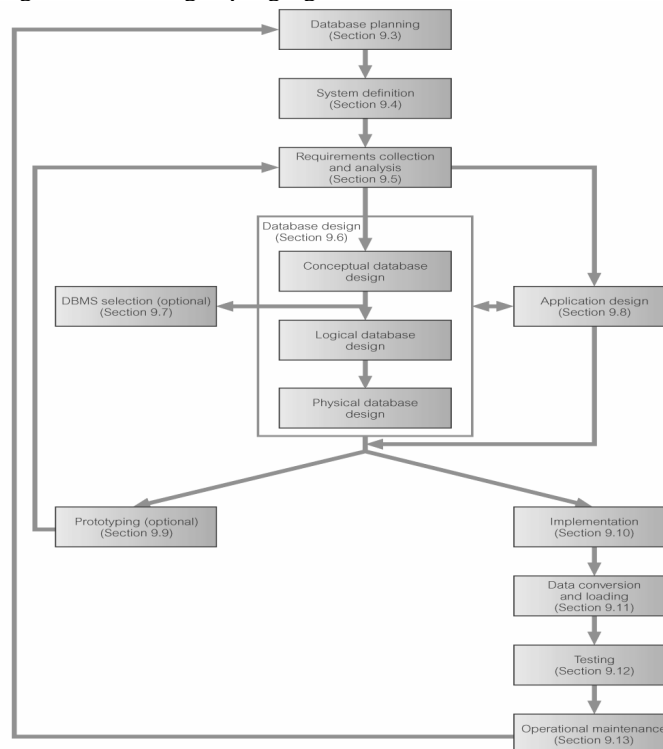 Database planning
(Section 9.3)
System definition
(Section 9.4)
Requirements collection
and analysis
(Section 9.5)
Database design
(Section 9.6)
Conceptual database
design
DBMS selection (optional)
(Section 9.7)
Application design
(Section 9.8)
Logical database
design
Physical database
design
Prototyping (optional)
(Section 9.9)
Implementation
(Section 9.10)
Data conversion
and loading
(Section 9.11)
Testing
(Section 9.12)
Operational maintenance
(Section 9.13)